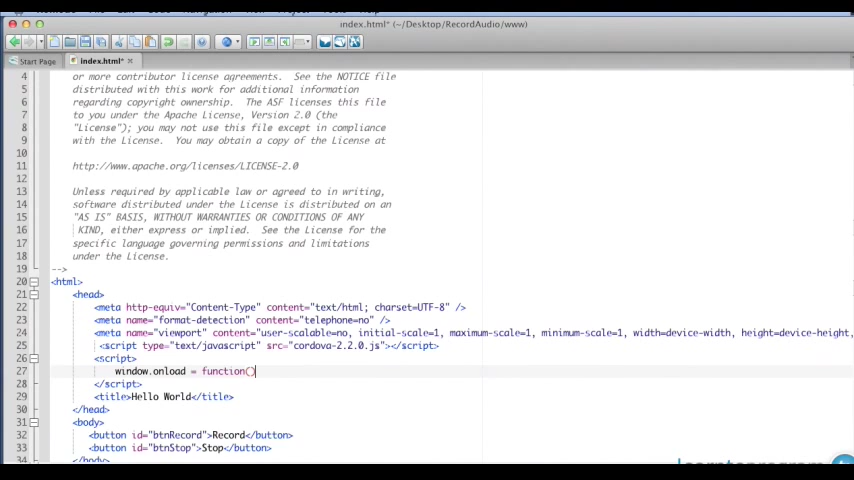 index.html* (~/Desktop/RecordAudio/www)
Start Page
index.html*
4 or more contributor license agreements. See the NOTICE file
5 distributed with this work for additional information
6 regarding copyright ownership. The ASF licenses this file
7 to you under the Apache License, Version 2.0 (the
8 "License"); you may not use this file except in compliance
9 with the License. You may obtain a copy of the License at
10
11 http://www.apache.org/licenses/LICENSE-2.0
12
13 Unless required by applicable law or agreed to in writing,
14 software distributed under the License is distributed on an
15 "AS IS" BASIS, WITHOUT WARRANTIES OR CONDITIONS OF ANY
16 KIND, either express or implied. See the License for the
17 specific language governing permissions and limitations
18 under the License.
19 -->
20 <html>
21 <head>
22 <meta http-equiv="Content-Type" content="text/html; charset=UTF-8" />
23 <meta name="format-detection" content="telephone=no" />
24 <meta name="viewport" content="user-scalable=no, initial-scale=1, maximum-scale=1, minimum-scale=1, width=device-width, height=device-height,
25 <script type="text/javascript" src="cordova-2.2.0.js"></script>
26 <script>
27 window.onload = function()
28 </script>
29 <title>Hello World</title>
30 </head>
31 <body>
32 <button id="btnRecord">Record</button>
33 <button id="btnStop">Stop</button>
34 </body>